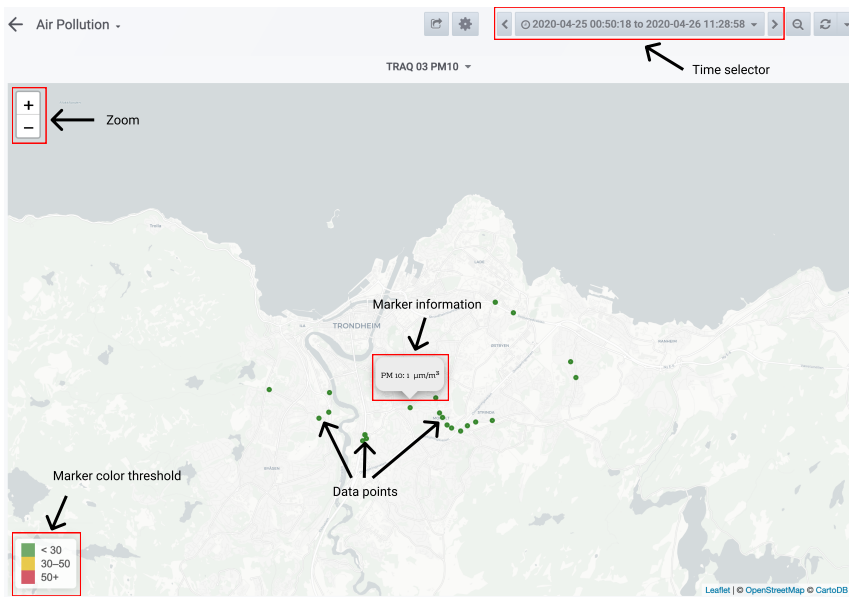 Air Pollution
2020-04-25 00:50:18 to 2020-04-26 11:28:58
Time selector
TRAQ 03 PM10
+
−
Zoom
Marker information
TRONDHEIM
PM 10: 1 μm/m³
Marker color threshold
Data points
< 30
30–50
50+
Leaflet | © OpenStreetMap © CartoDB